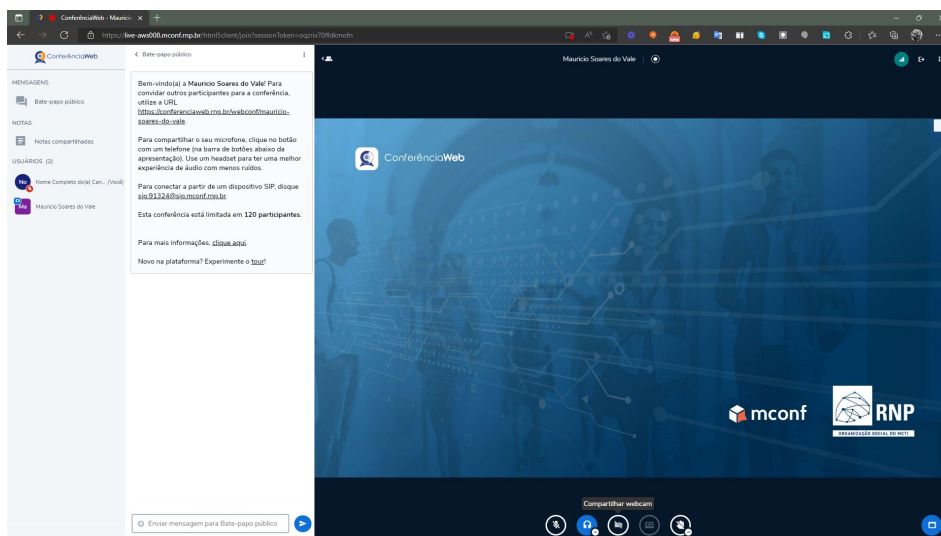 ConferênciaWeb - Mauricio
https://live-aws008.mconf.rnp.br/html5client/join?sessionToken=oqzrix70ffdkmofn
ConferênciaWeb
MENSAGENS
Bate-papo público
NOTAS
Notas compartilhadas
USUÁRIOS (2)
No
Nome Completo do(a) Can... (Você)
Ma
Mauricio Soares do Vale
Bate-papo público
Bem-vindo(a) a Mauricio Soares do Vale! Para
convidar outros participantes para a conferência,
utilize a URL
https://conferenciaweb.rnp.br/webconf/mauricio-
soares-do-vale.
Para compartilhar o seu microfone, clique no botão
com um telefone (na barra de botões abaixo da
apresentação). Use um headset para ter uma melhor
experiência de áudio com menos ruídos.
Para conectar a partir de um dispositivo SIP, disque
sip:91324@sip.mconf.rnp.br.
Esta conferência está limitada em 120 participantes.
Para mais informações, clique aqui.
Novo na plataforma? Experimente o tour!
Enviar mensagem para Bate-papo público
Mauricio Soares do Vale
ConferênciaWeb
mconf
RNP
ORGANIZAÇÃO SOCIAL DO MCTI
Compartilhar webcam